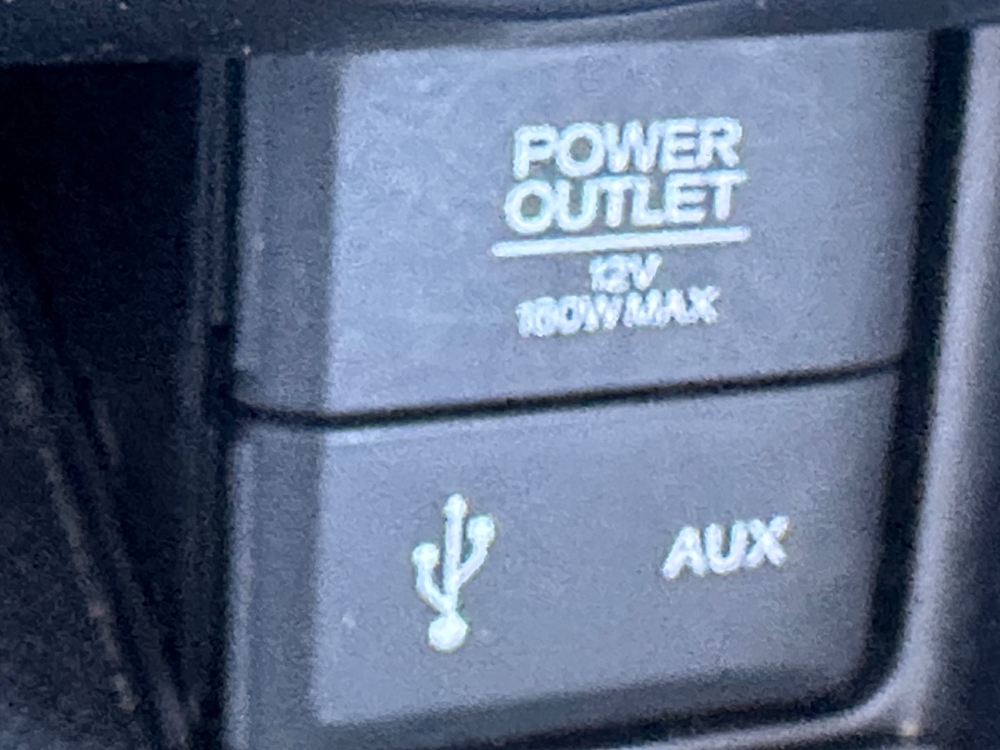 POWER
OUTLET
12V
180W MAX
AUX